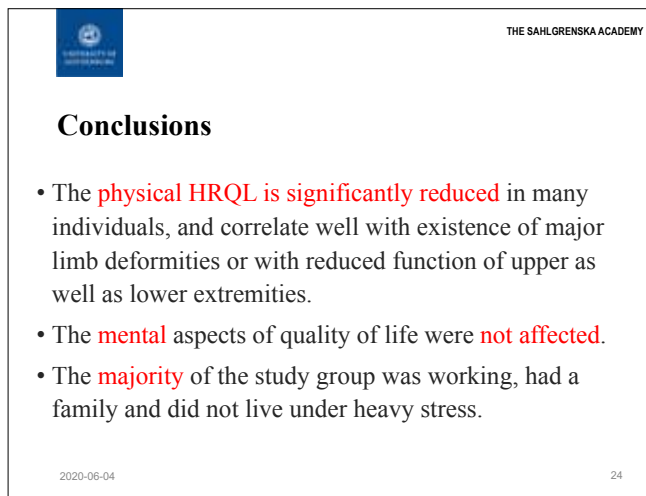 UNIVERSITY OF
GOTHENBURG
THE SAHLGRENSKA ACADEMY
Conclusions
• The physical HRQL is significantly reduced in many
individuals, and correlate well with existence of major
limb deformities or with reduced function of upper as
well as lower extremities.
• The mental aspects of quality of life were not affected.
• The majority of the study group was working, had a
family and did not live under heavy stress.
2020-06-04
24